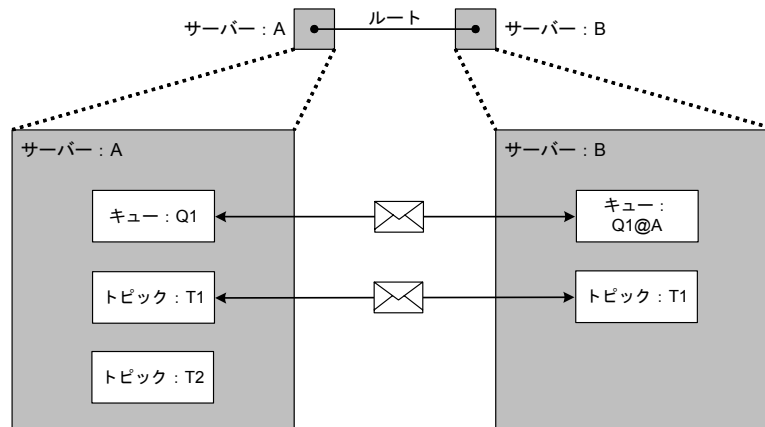 サーバー：A
ルート
サーバー：B
サーバー：A
サーバー：B
キュー：Q1
キュー：
Q1@A
トピック：T1
トピック：T1
トピック：T2